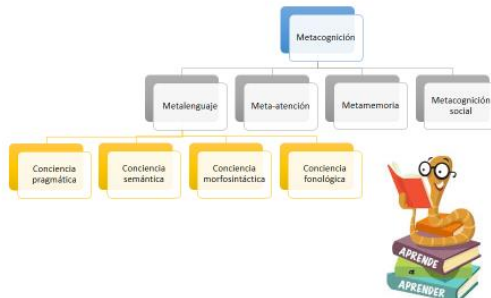 Metacognición
Metalenguaje
Meta-atención
Metamemoria
Metacognición
social
Conciencia
pragmática
Conciencia
semántica
Conciencia
morfosintáctica
Conciencia
fonológica
APRENDE
a
APRENDER